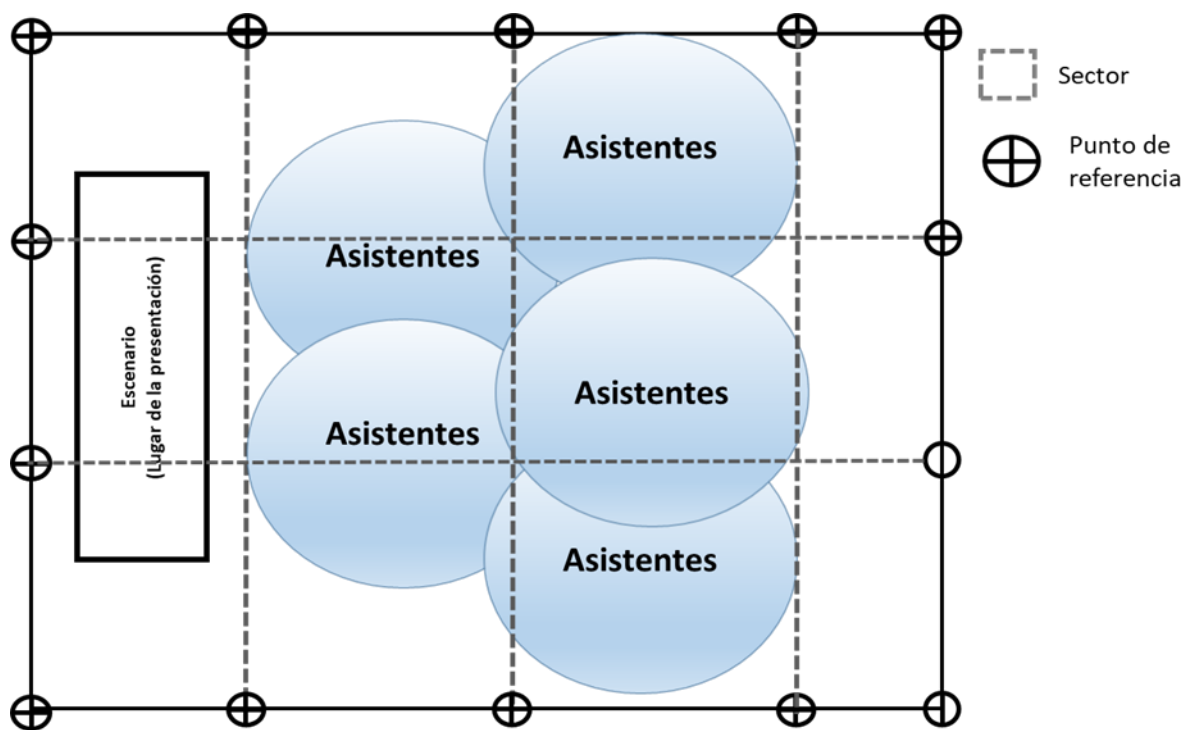 Asistentes
Asistentes
Asistentes
Asistentes
Asistentes
Escenario
(Lugar de la presentación)
Sector
Punto de
referencia